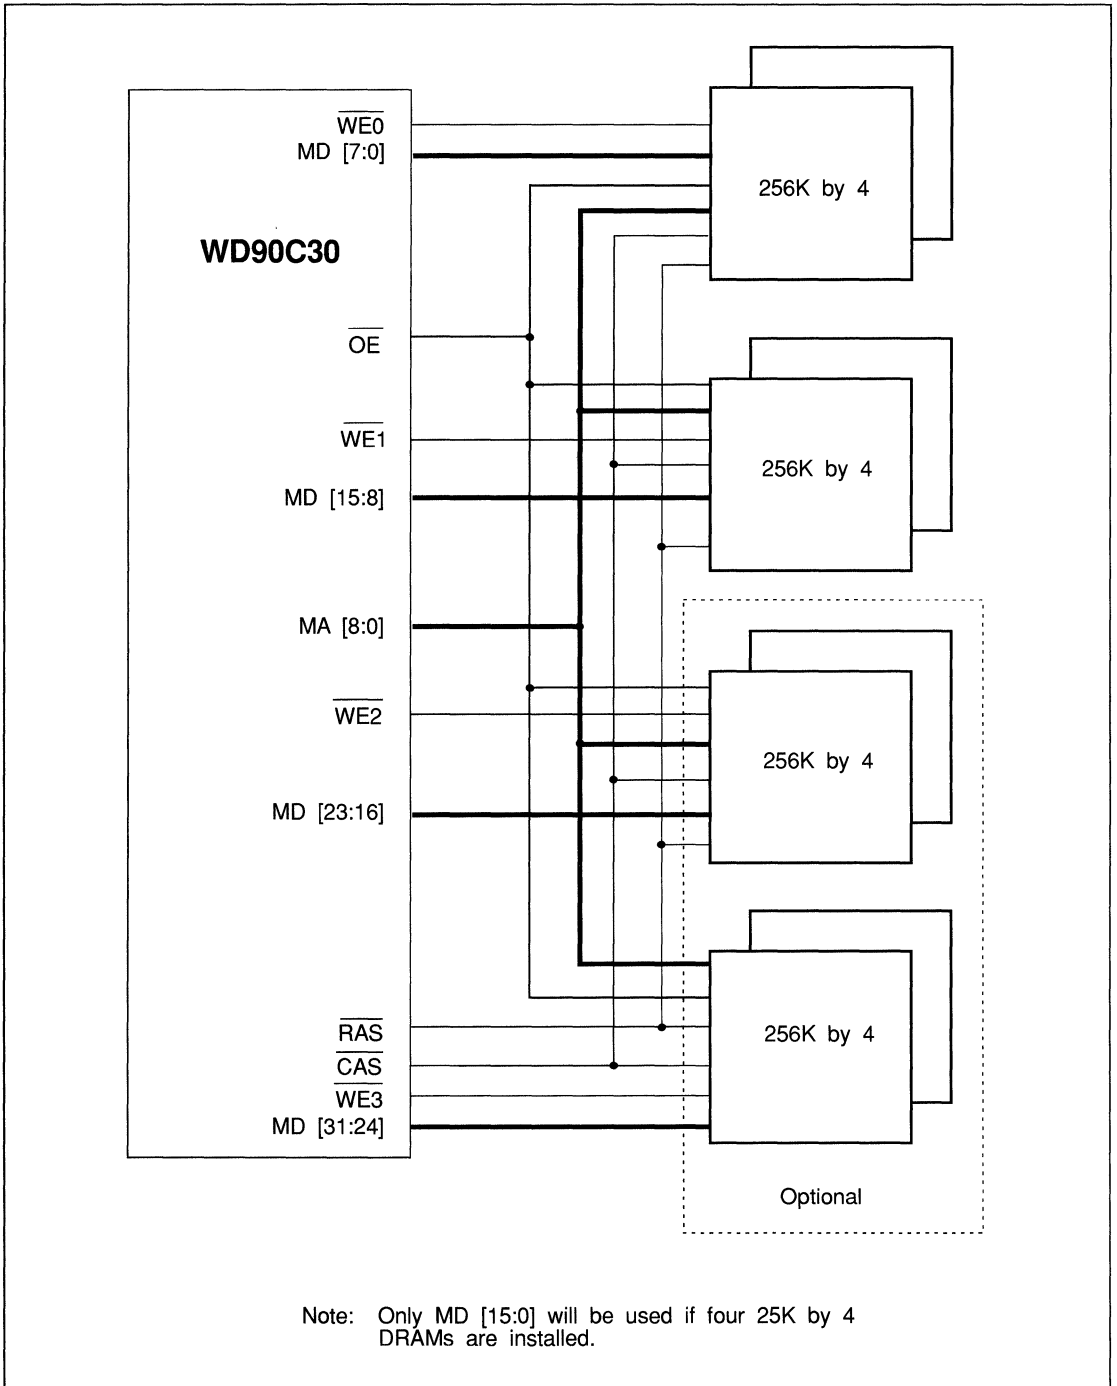 WE0
MD [7:0]
256K by 4
WD90C30
OE
WE1
256K by 4
MD [15:8]
MA [8:0]
WE2
256K by 4
MD [23:16]
RAS
256K by 4
CAS
WE3
MD [31:24]
Optional
Note: Only MD [15:0] will be used if four 25K by 4
DRAMs are installed.